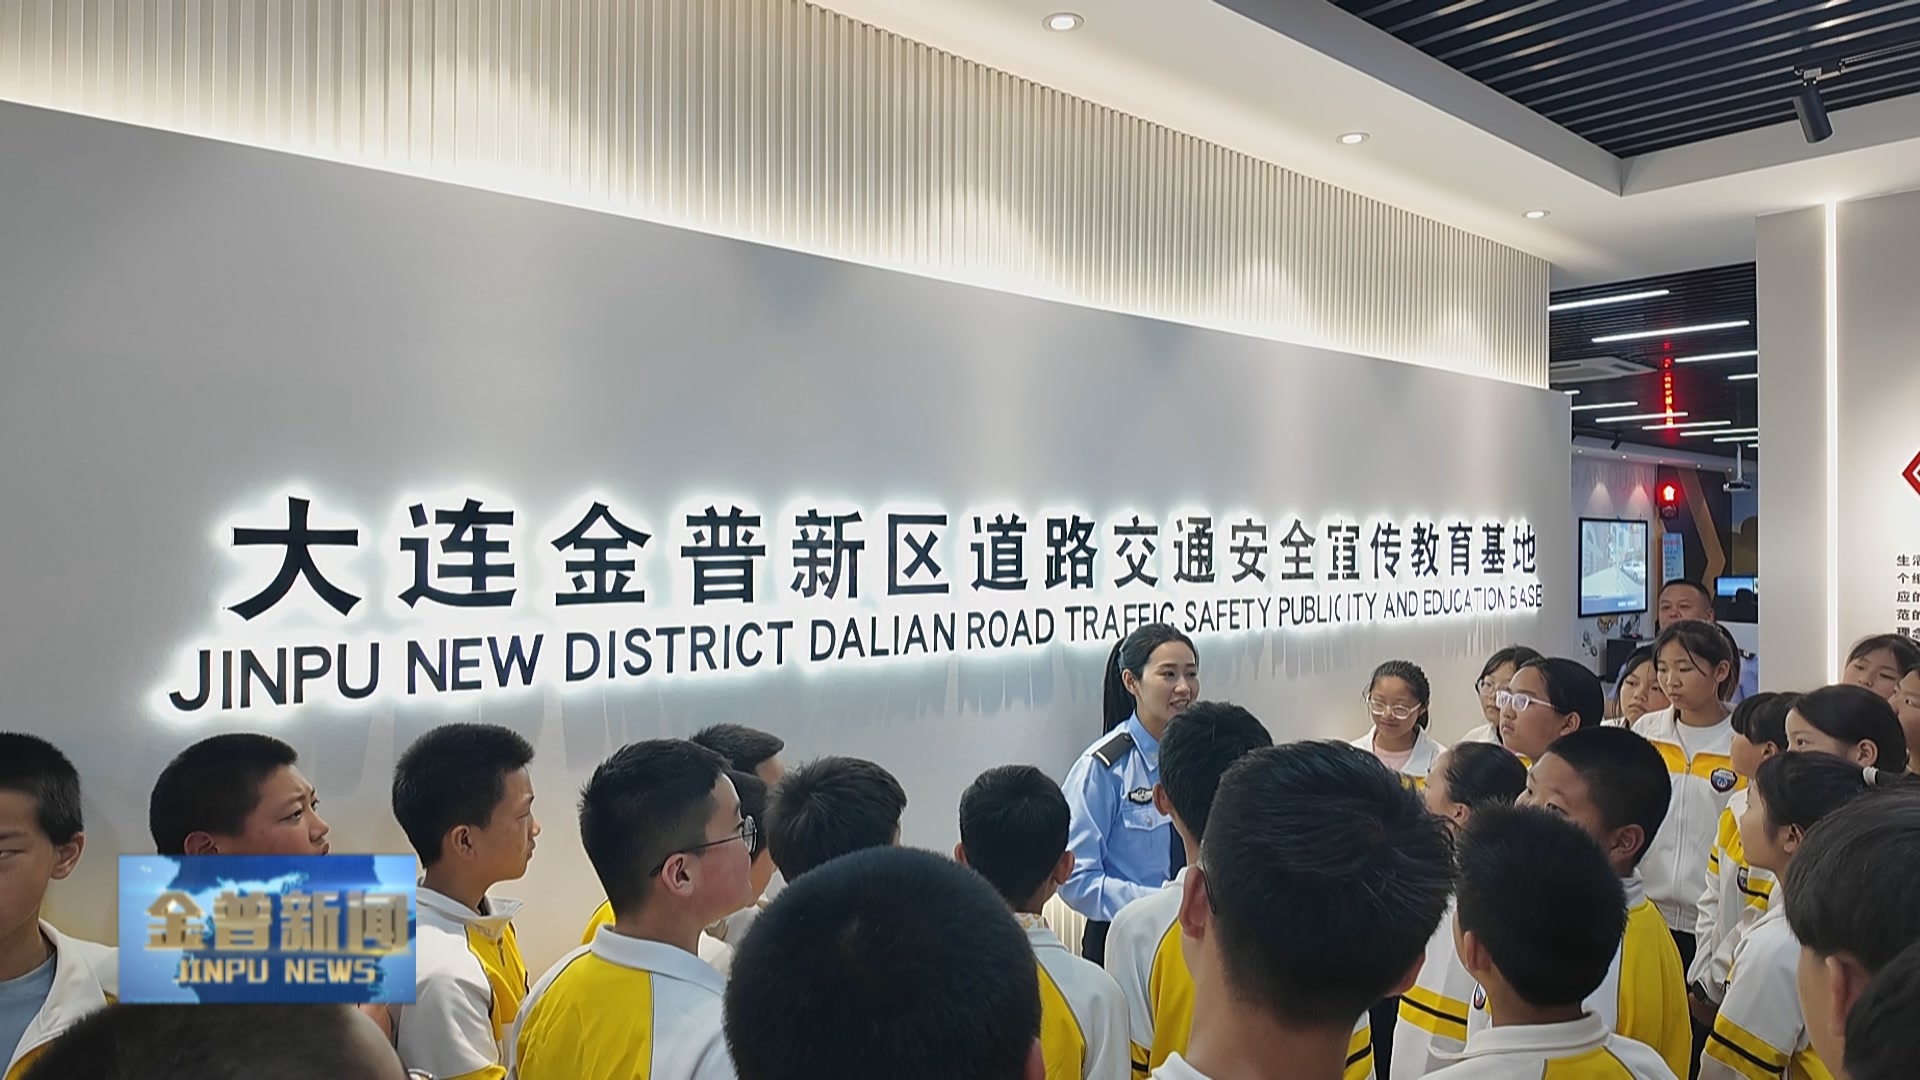 大连金普新区道路交通安全宣传教育基地
JINPU NEW DISTRICT DALIAN ROAD TRAFFIC SAFETY PUBLICITY AND EDUCATION BASE
金普新闻
JINPU NEWS